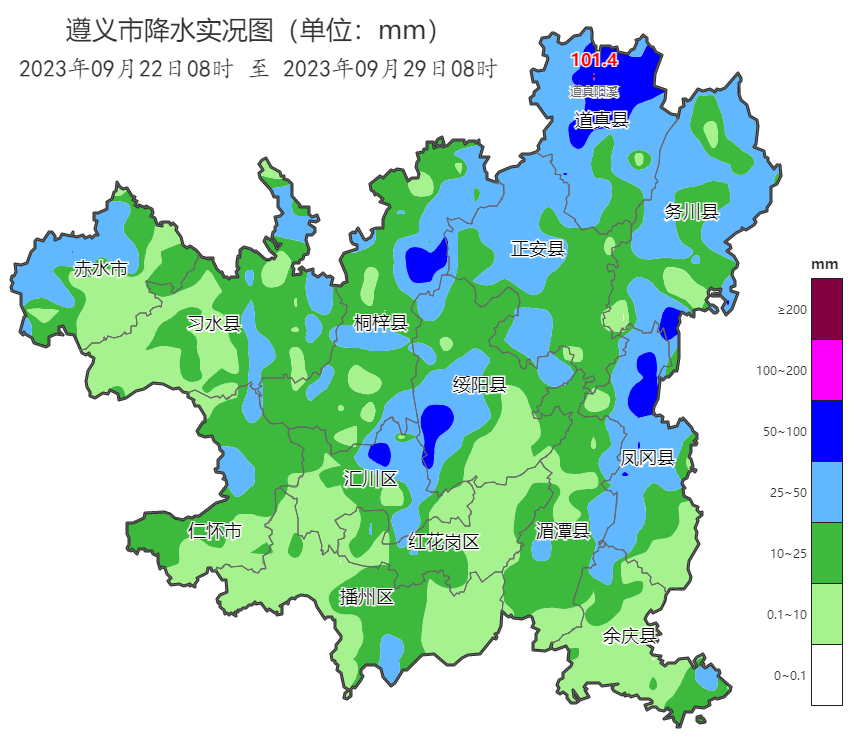 遵义市降水实况图（单位：mm）
2023年09月22日08时 至 2023年09月29日08时
101.4
道真阳溪
道真县
务川县
正安县
赤水市
习水县
桐梓县
绥阳县
凤冈县
汇川区
仁怀市
红花岗区
湄潭县
播州区
余庆县
mm
≥200
100~200
50~100
25~50
10~25
0.1~10
0~0.1